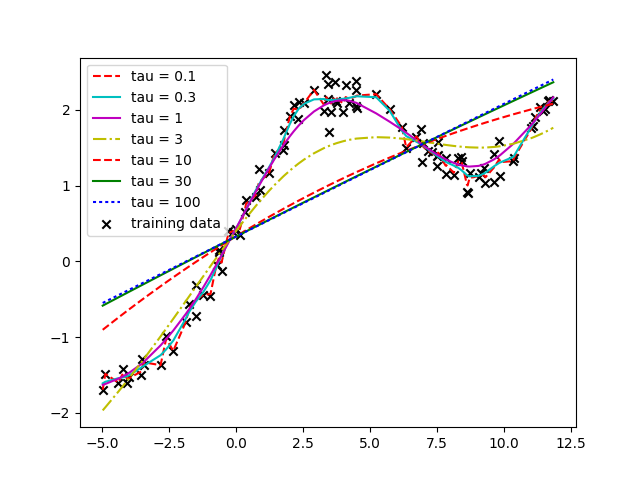 tau = 0.1
tau = 0.3
tau = 1
tau = 3
tau = 10
tau = 30
tau = 100
training data
2
1
0
−1
−2
−5.0 −2.5 0.0 2.5 5.0 7.5 10.0 12.5